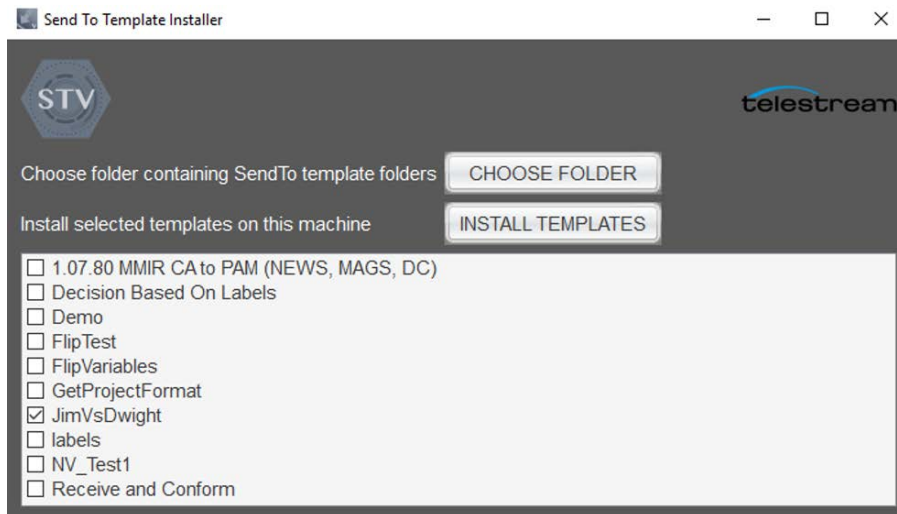 Send To Template Installer
STV
telestream
Choose folder containing SendTo template folders
CHOOSE FOLDER
Install selected templates on this machine
INSTALL TEMPLATES
1.07.80 MMIR CA to PAM (NEWS, MAGS, DC)
Decision Based On Labels
Demo
FlipTest
FlipVariables
GetProjectFormat
JimVsDwight
labels
NV_Test1
Receive and Conform